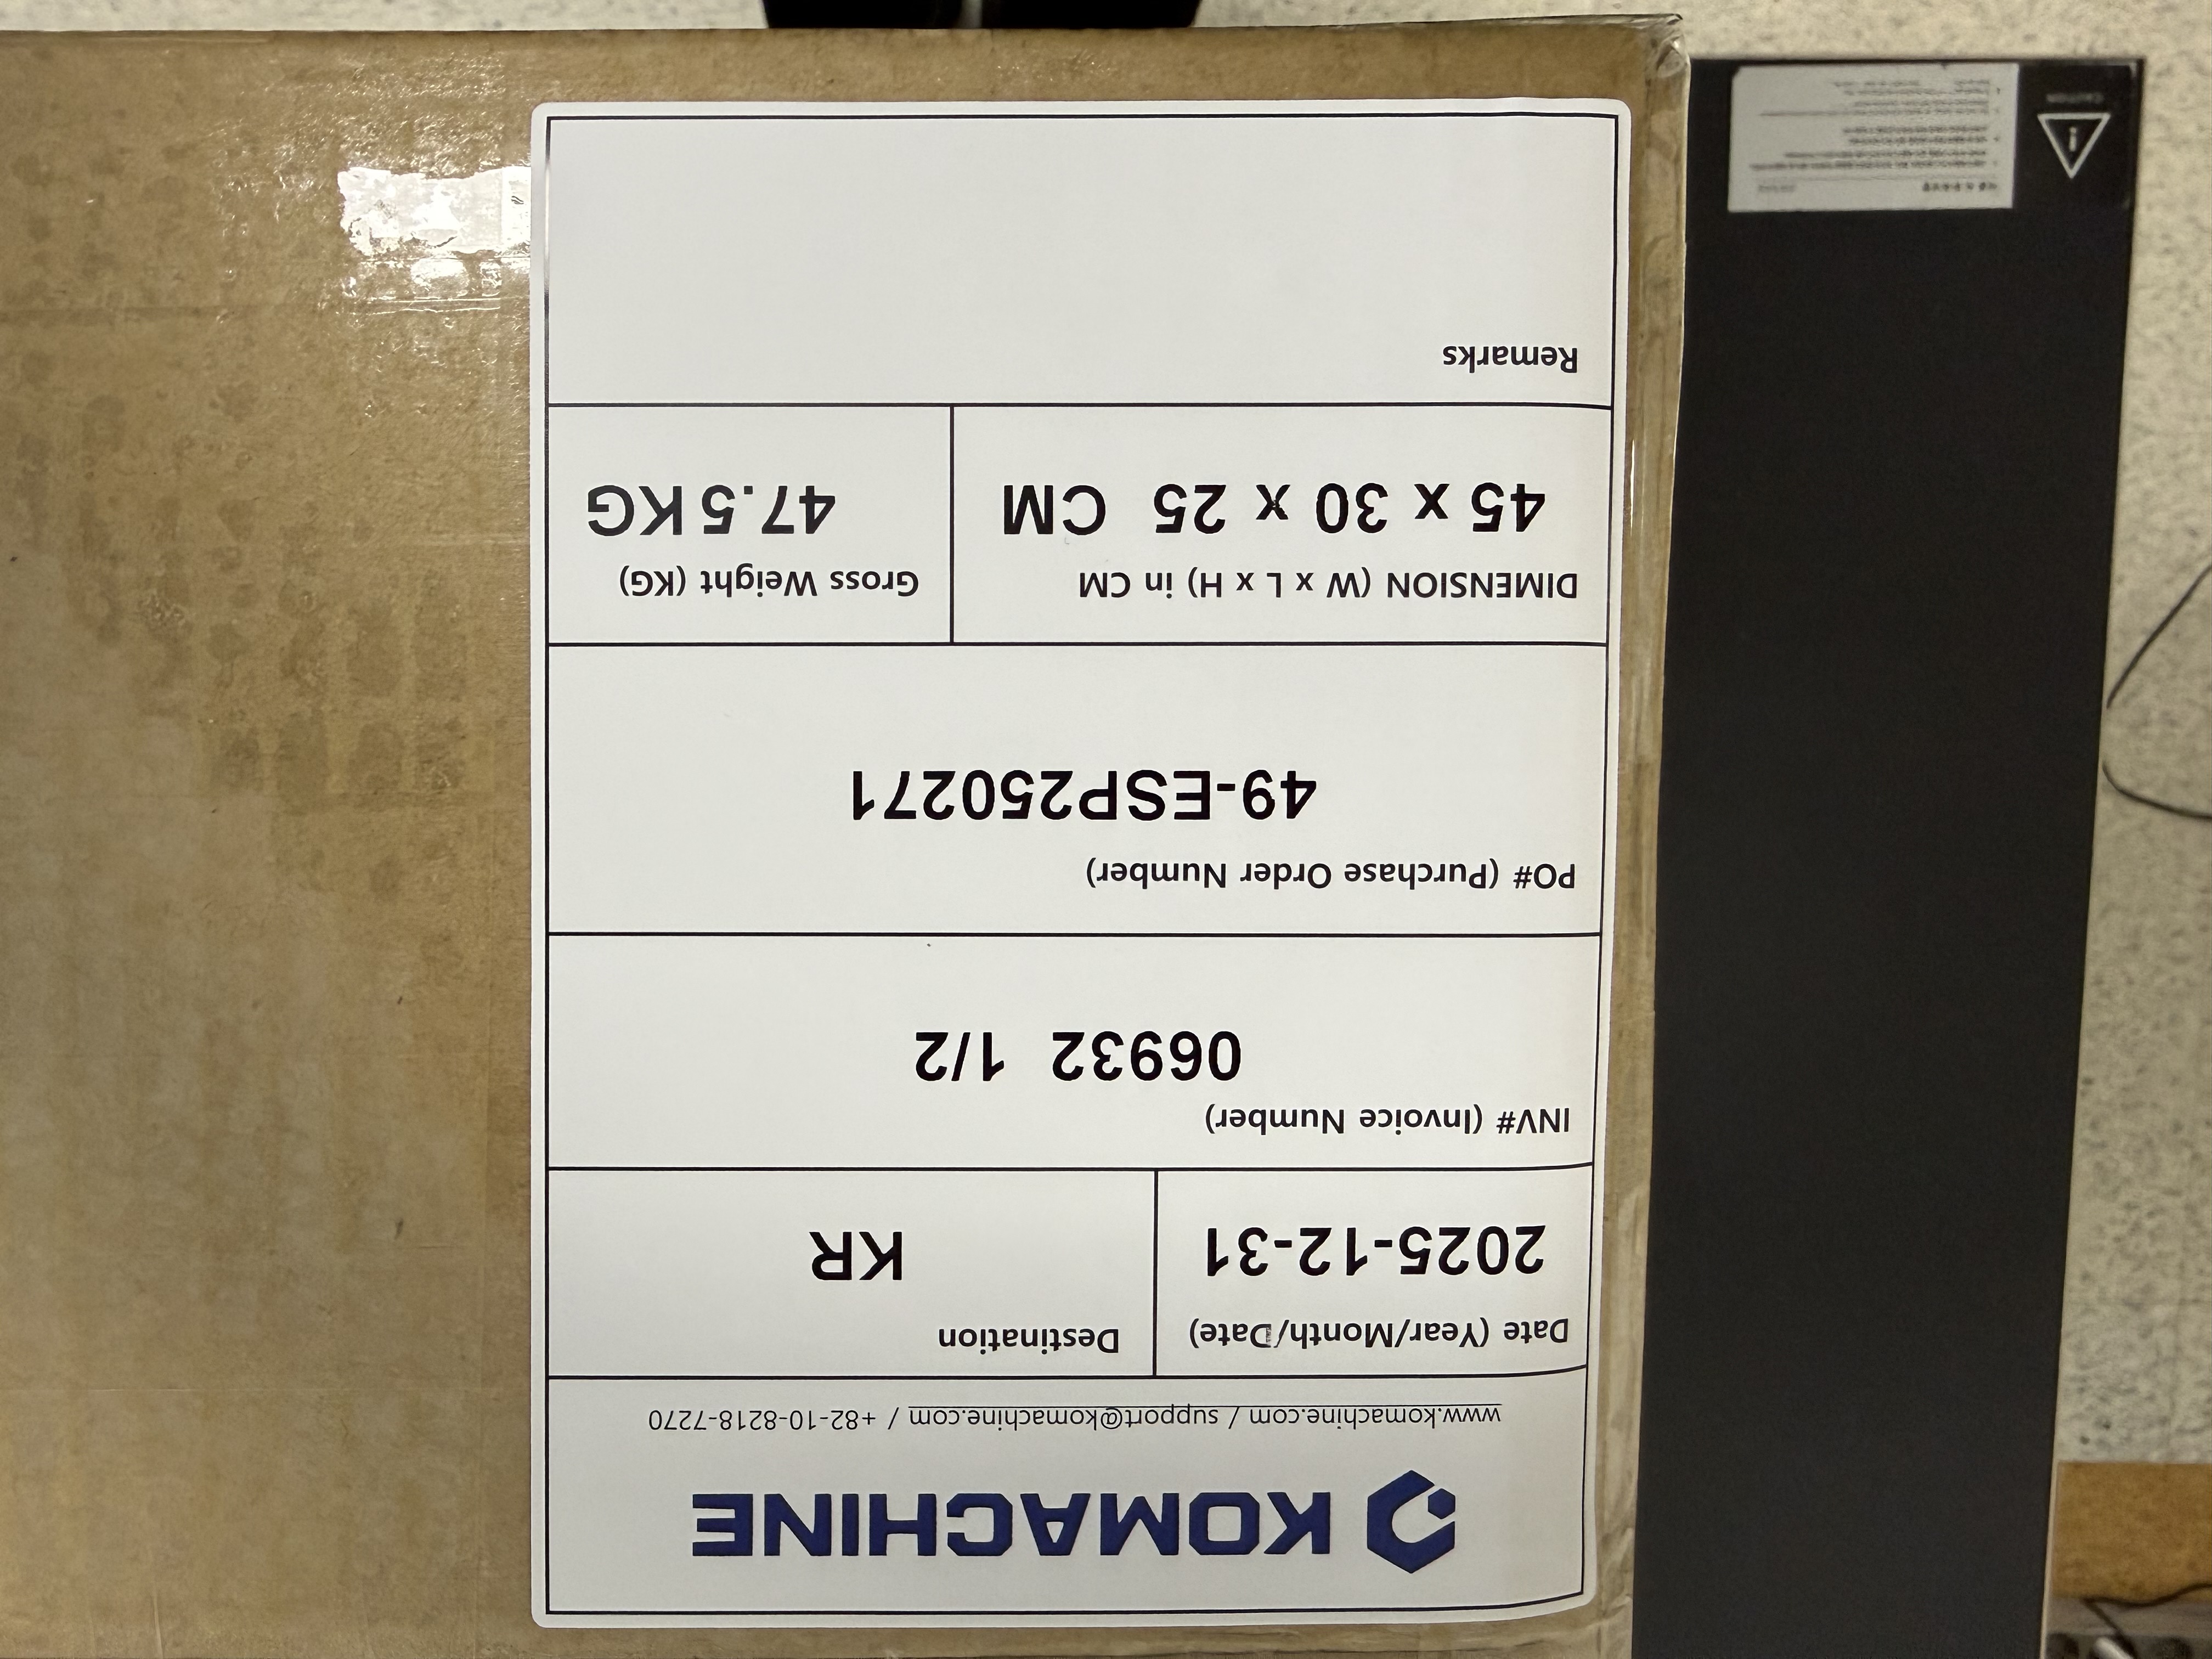 KOMACHINE
www.komachine.com / support@komachine.com / +82-10-8218-7270
Date (Year/Month/Date)
2025-12-31
Destination
KR
INV# (Invoice Number)
06932 1/2
PO# (Purchase Order Number)
49-ESP250271
DIMENSION (W x L x H) in CM
45 x 30 x 25 CM
Gross Weight (KG)
47.5 KG
Remarks
CAUTION